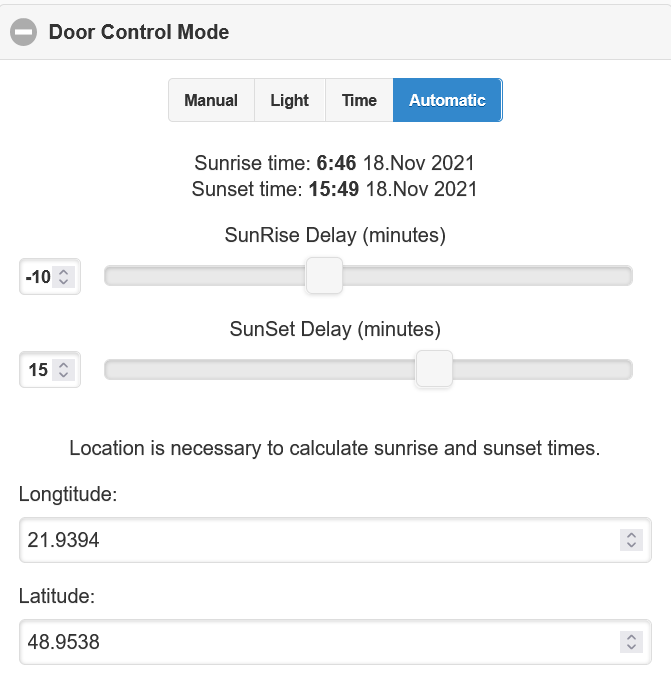 Door Control Mode
Manual Light Time Automatic
Sunrise time: 6:46 18.Nov 2021
Sunset time: 15:49 18.Nov 2021
SunRise Delay (minutes)
-10
SunSet Delay (minutes)
15
Location is necessary to calculate sunrise and sunset times.
Longtitude:
21.9394
Latitude:
48.9538